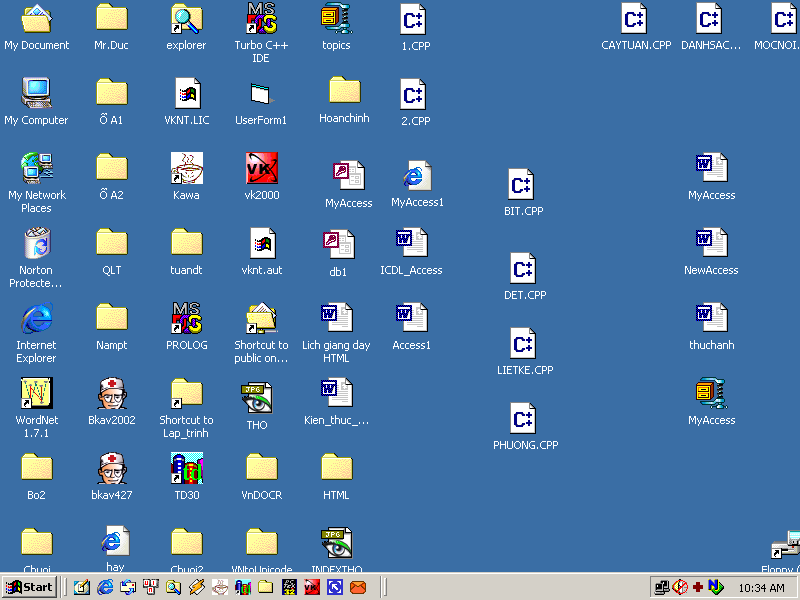 My Document
Mr.Duc
explorer
Turbo C++
IDE
topics
1.CPP
CAYTUAN.CPP
DANHSAC...
MOCNOI.
My Computer
Ổ A1
VKNT.LIC
UserForm1
Hoanchinh
2.CPP
My Network
Places
Ổ A2
Kawa
vk2000
MyAccess
MyAccess1
BIT.CPP
MyAccess
Norton
Protecte...
QLT
tuandt
vknt.aut
db1
ICDL_Access
DET.CPP
NewAccess
Internet
Explorer
Nampt
PROLOG
Shortcut to
public on...
Lich giang day
HTML
Access1
LIETKE.CPP
thuchanh
WordNet
1.7.1
Bkav2002
Shortcut to
Lap_trinh
THO
Kien_thuc_...
PHUONG.CPP
MyAccess
Bo2
bkav427
TD30
VnDOCR
HTML
Chuoi
hay
Chuoi2
VNtoUnicode
INDEXTHO
Floppy (
Start
10:34 AM